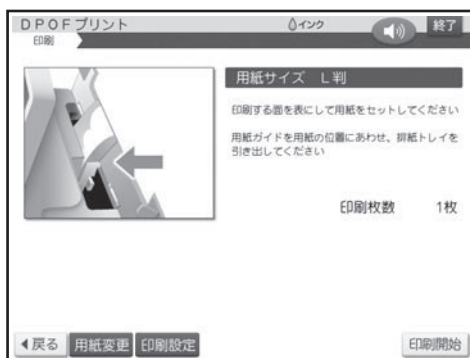 DPOFプリント
インク
終了
印刷
用紙サイズ L判
印刷する面を表にして用紙をセットしてください
用紙ガイドを用紙の位置にあわせ、排紙トレイを
引き出してください
印刷枚数 1枚
戻る 用紙変更 印刷設定 印刷開始